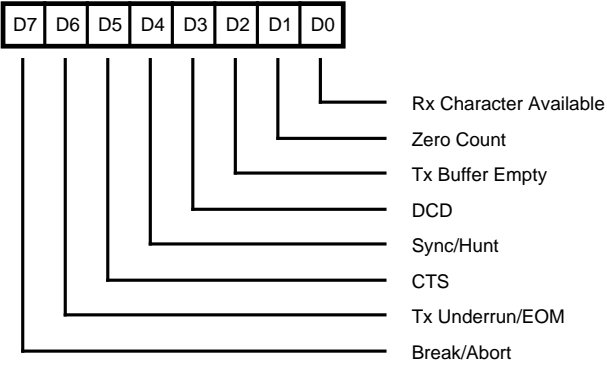 D7 D6 D5 D4 D3 D2 D1 D0
Rx Character Available
Zero Count
Tx Buffer Empty
DCD
Sync/Hunt
CTS
Tx Underrun/EOM
Break/Abort